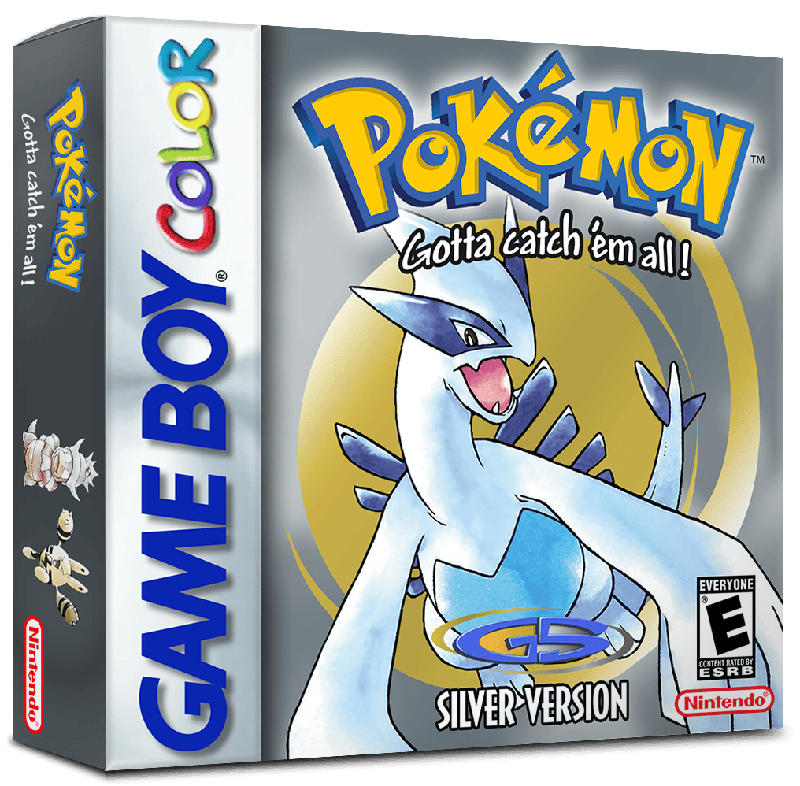 POKéMON
Gotta catch 'em all!
Nintendo
GAME BOY COLOR
®
POKéMON
™
Gotta catch 'em all!
GS
SILVER VERSION
EVERYONE
®
E
CONTENT RATED BY
ESRB
Nintendo®